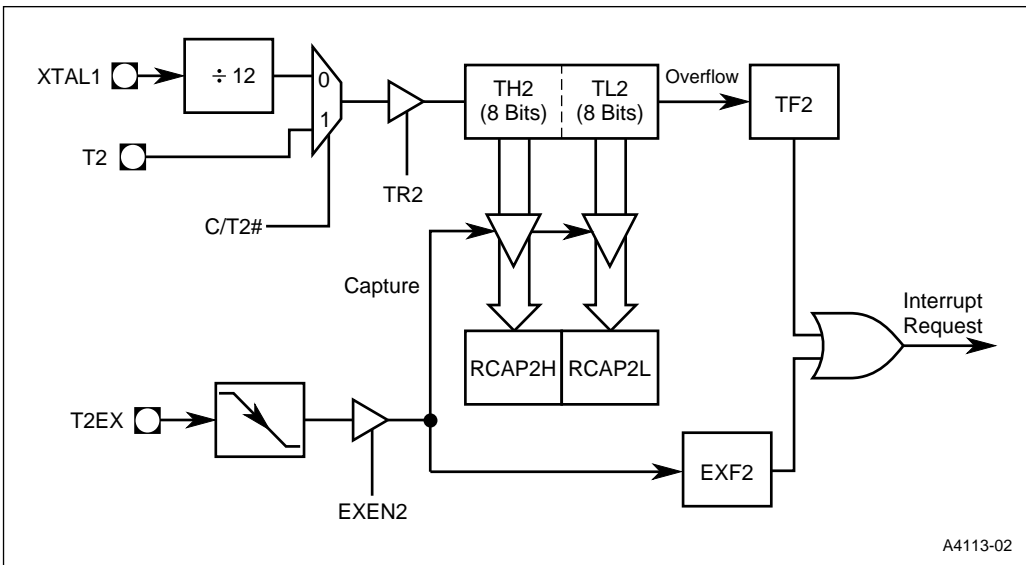 XTAL1
÷ 12
0
1
T2
C/T2#
TR2
TH2
(8 Bits)
TL2
(8 Bits)
Overflow
TF2
Capture
RCAP2H
RCAP2L
Interrupt
Request
T2EX
EXEN2
EXF2
A4113-02